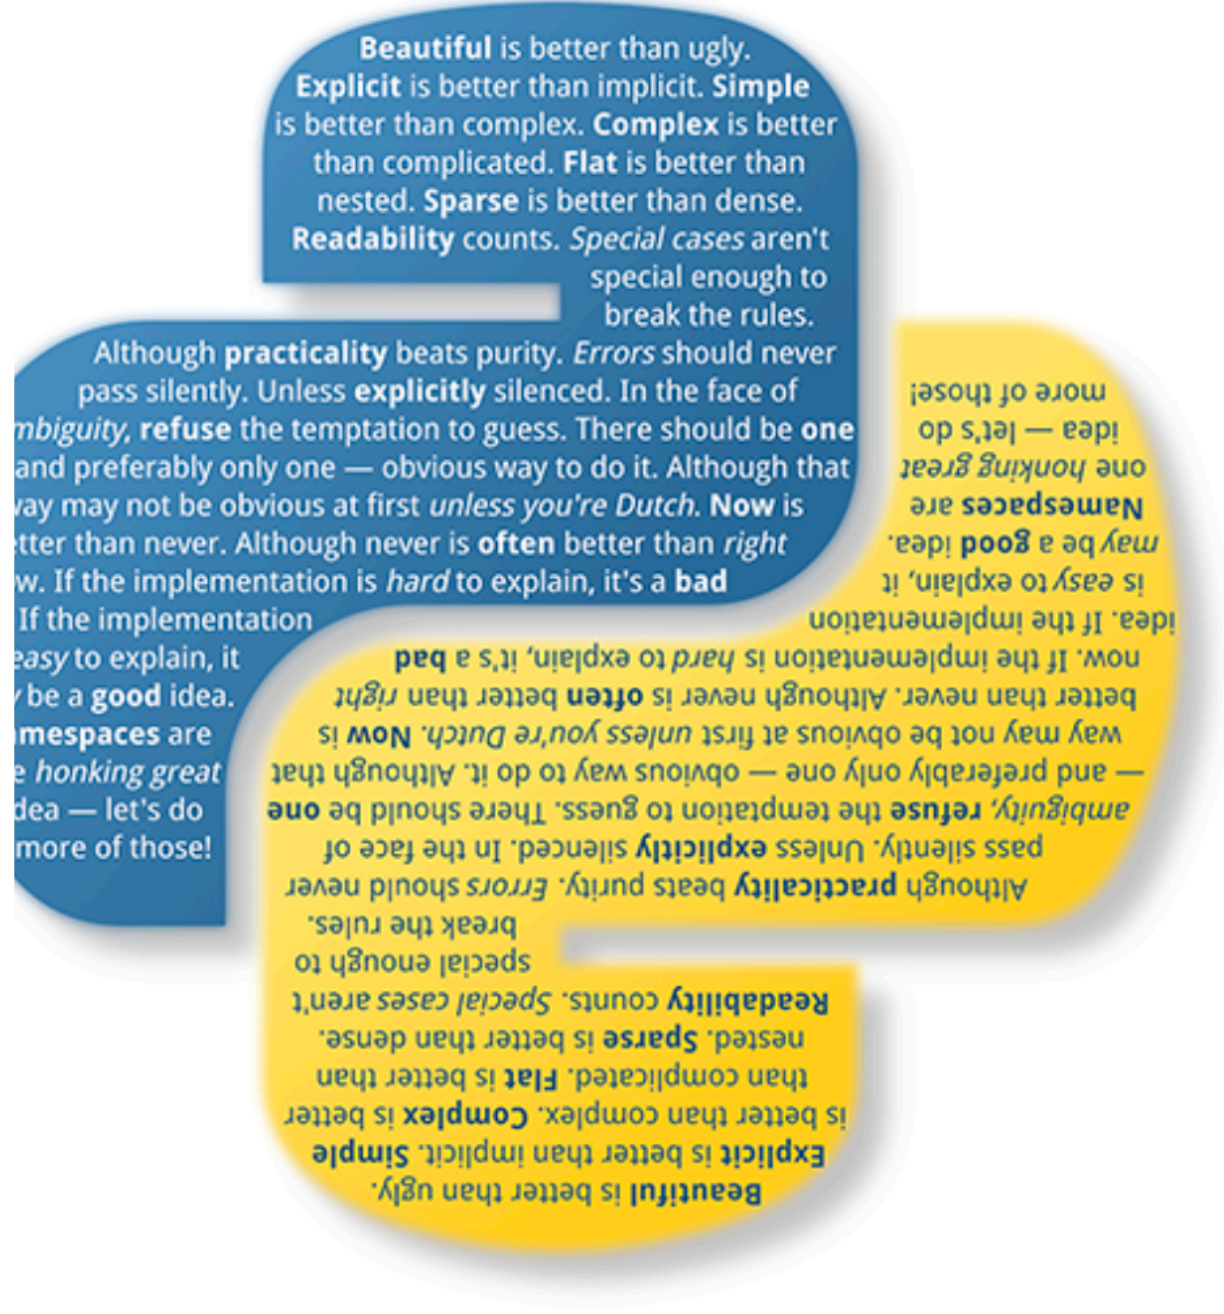 Beautiful is better than ugly.
Explicit is better than implicit. Simple
is better than complex. Complex is better
than complicated. Flat is better than
nested. Sparse is better than dense.
Readability counts. Special cases aren't
special enough to
break the rules.
Although practicality beats purity. Errors should never
pass silently. Unless explicitly silenced. In the face of
mbiguity, refuse the temptation to guess. There should be one
and preferably only one — obvious way to do it. Although that
ay may not be obvious at first unless you're Dutch. Now is
tter than never. Although never is often better than right
w. If the implementation is hard to explain, it's a bad
If the implementation
easy to explain, it
be a good idea.
mespaces are
e honking great
dea — let's do
more of those!
Beautiful is better than ugly.
Explicit is better than implicit. Simple
is better than complex. Complex is better
than complicated. Flat is better than
nested. Sparse is better than dense.
Readability counts. Special cases aren't
special enough to
break the rules.
Although practicality beats purity. Errors should never
pass silently. Unless explicitly silenced. In the face of
ambiguity, refuse the temptation to guess. There should be one
— and preferably only one — obvious way to do it. Although that
way may not be obvious at first unless you're Dutch. Now is
better than never. Although never is often better than right
now. If the implementation is hard to explain, it's a bad
idea. If the implementation
is easy to explain, it
may be a good idea.
Namespaces are
one honking great
idea — let's do
more of those!